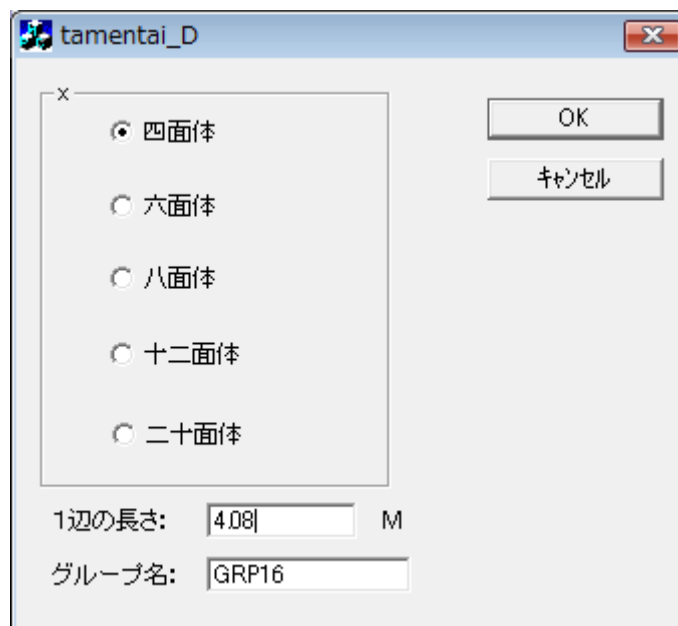 tamentai_D
x
四面体
六面体
八面体
十二面体
二十面体
OK
キャンセル
1辺の長さ: 4.08 M
グループ名: GRP16